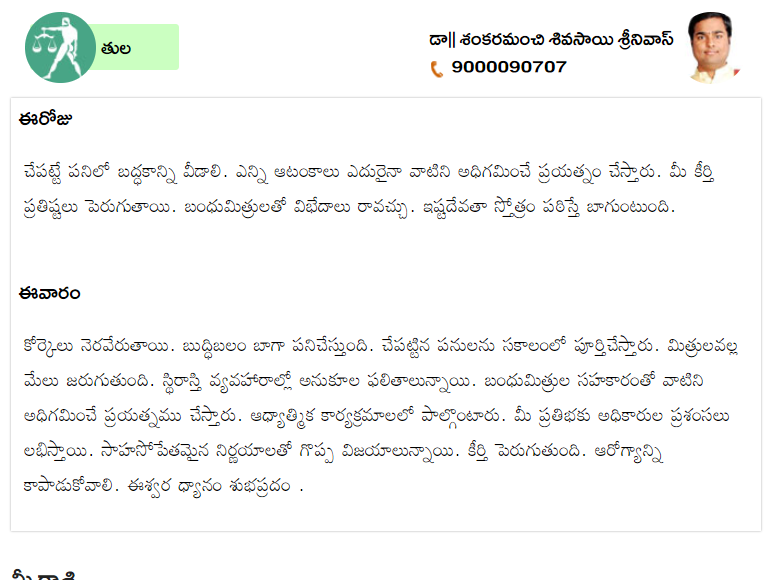 తుల
డా|| శంకరమంచి శివసాయి శ్రీనివాస్
9000090707
ఈరోజు
చేపట్టే పనిలో బద్ధకాన్ని వీడాలి. ఎన్ని ఆటంకాలు ఎదురైనా వాటిని అధిగమించే ప్రయత్నం చేస్తారు. మీ కీర్తి
ప్రతిష్టలు పెరుగుతాయి. బంధుమిత్రులతో విభేదాలు రావచ్చు. ఇష్టదేవతా స్తోత్రం పఠిస్తే బాగుంటుంది.
ఈవారం
కోర్కెలు నెరవేరుతాయి. బుద్ధిబలం బాగా పనిచేస్తుంది. చేపట్టిన పనులను సకాలంలో పూర్తిచేస్తారు. మిత్రులవల్ల
మేలు జరుగుతుంది. స్థిరాస్తి వ్యవహారాల్లో అనుకూల ఫలితాలున్నాయి. బంధుమిత్రుల సహకారంతో వాటిని
అధిగమించే ప్రయత్నము చేస్తారు. ఆధ్యాత్మిక కార్యక్రమాలలో పాల్గొంటారు. మీ ప్రతిభకు అధికారుల ప్రశంసలు
లభిస్తాయి. సాహసోపేతమైన నిర్ణయాలతో గొప్ప విజయాలున్నాయి. కీర్తి పెరుగుతుంది. ఆరోగ్యాన్ని
కాపాడుకోవాలి. ఈశ్వర ధ్యానం శుభప్రదం .